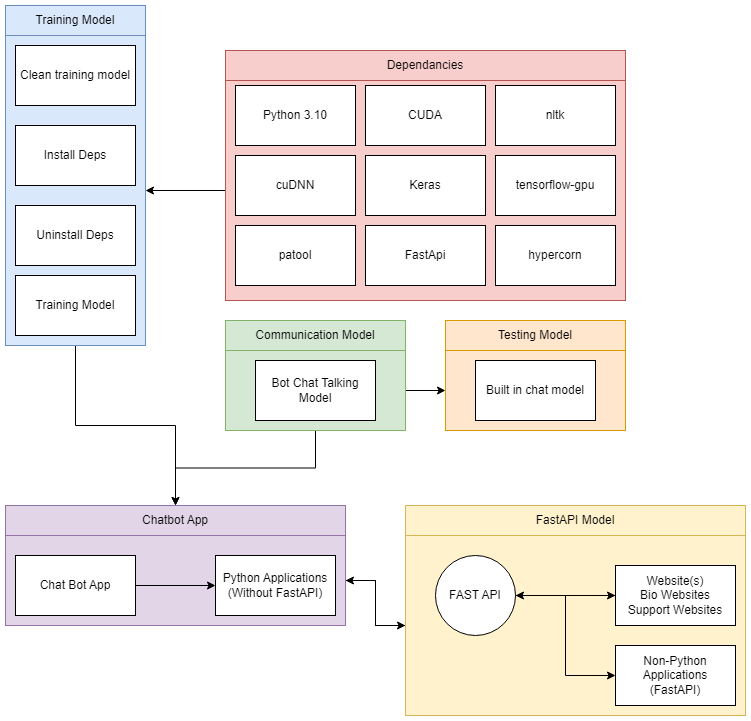 Training Model
Clean training model
Install Deps
Uninstall Deps
Training Model
Dependancies
Python 3.10
CUDA
nltk
cuDNN
Keras
tensorflow-gpu
patool
FastApi
hypercorn
Communication Model
Bot Chat Talking
Model
Testing Model
Built in chat model
Chatbot App
Chat Bot App
Python Applications
(Without FastAPI)
FastAPI Model
FAST API
Website(s)
Bio Websites
Support Websites
Non-Python
Applications
(FastAPI)